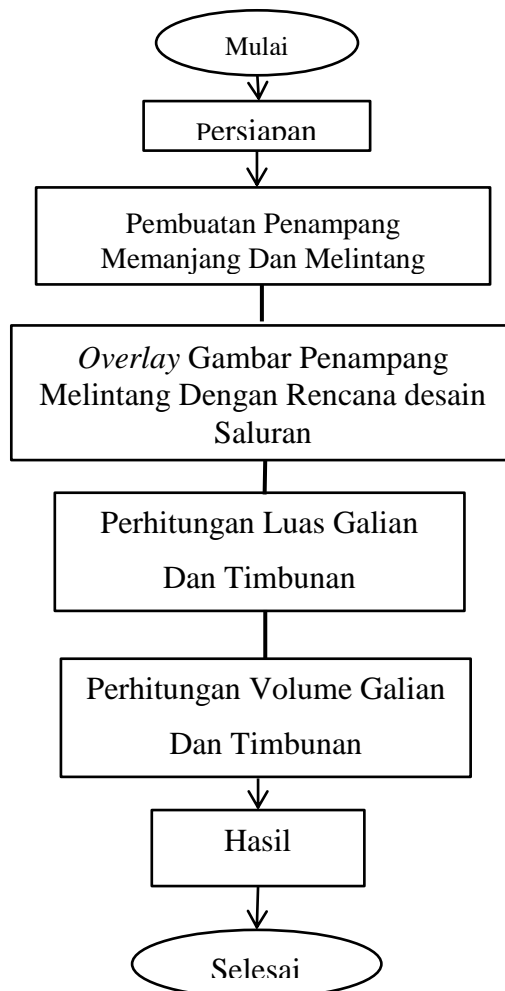 Mulai
Persiapan
Pembuatan Penampang
Memanjang Dan Melintang
Overlay Gambar Penampang
Melintang Dengan Rencana desain
Saluran
Perhitungan Luas Galian
Dan Timbunan
Perhitungan Volume Galian
Dan Timbunan
Hasil
Selesai